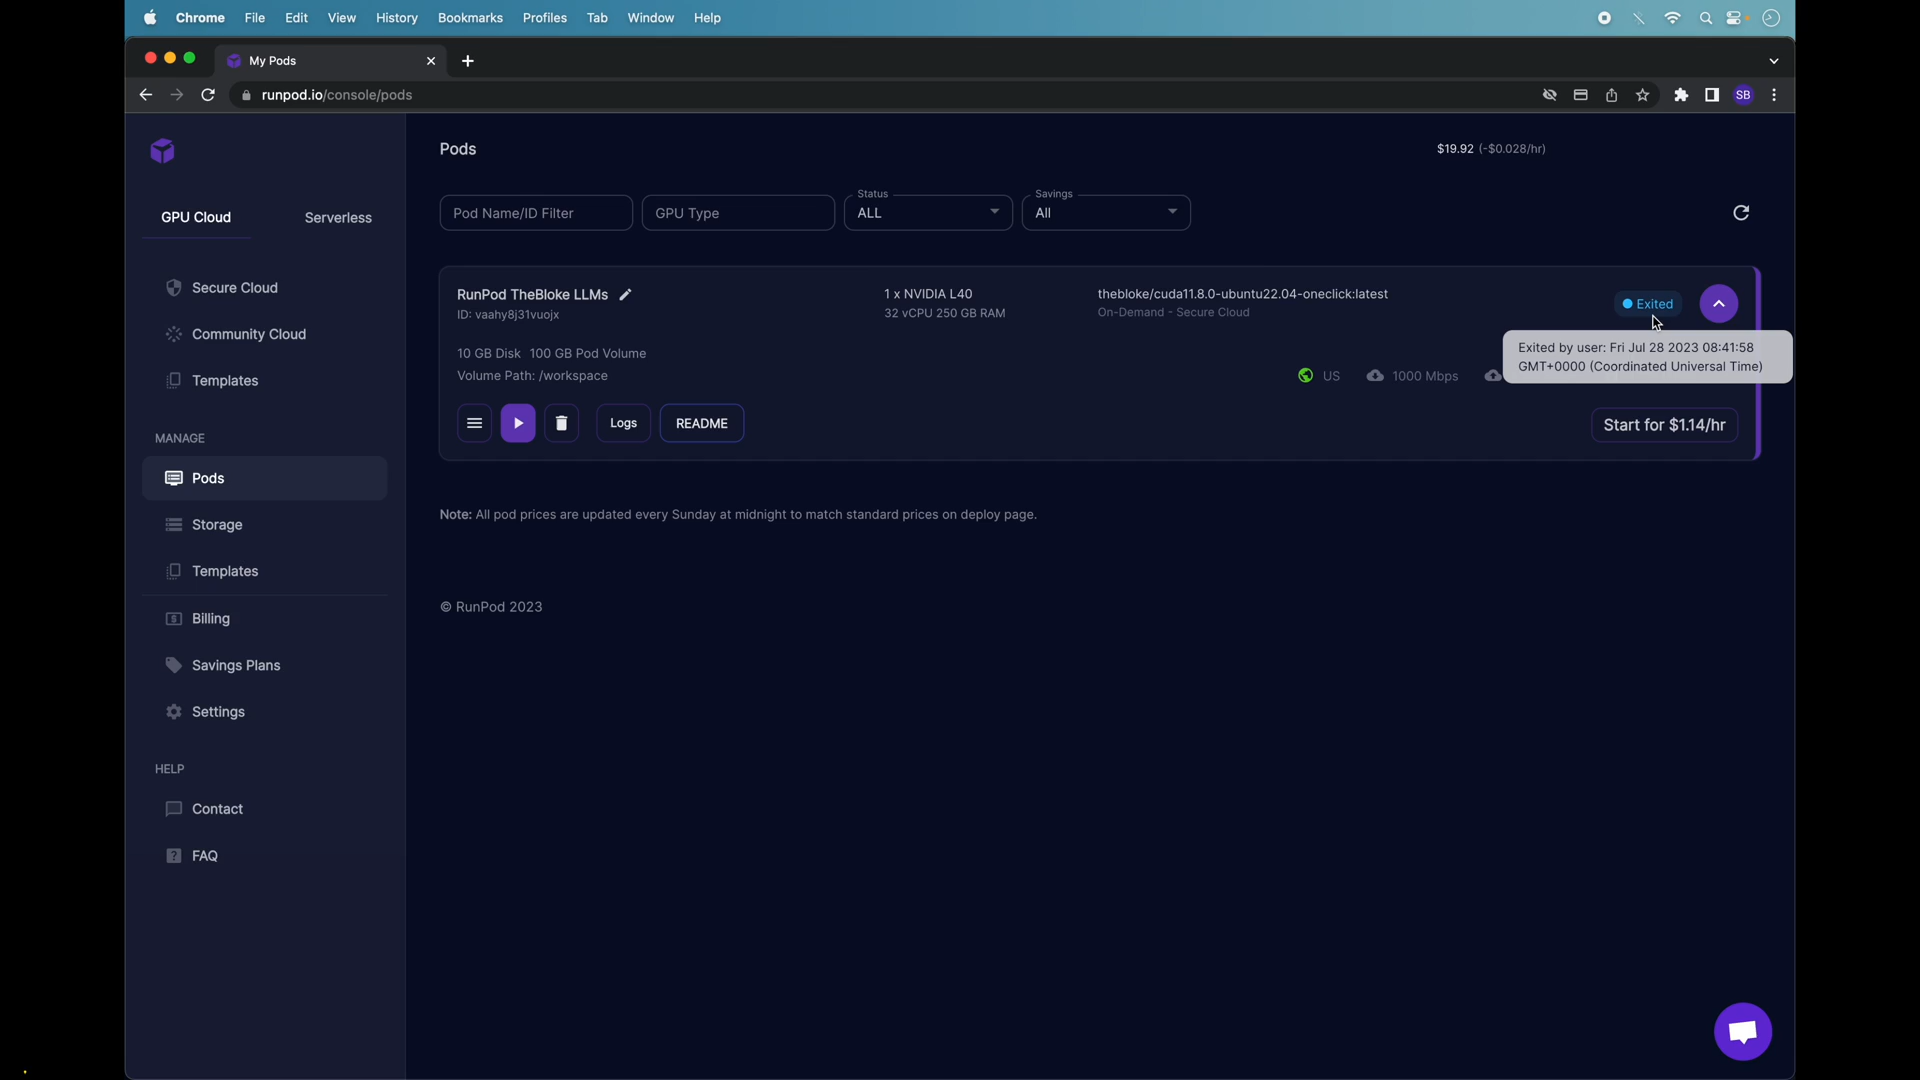 Chrome File Edit View History Bookmarks Profiles Tab Window Help
My Pods
runpod.io/console/pods
SB
Pods
$19.92 (-$0.028/hr)
GPU Cloud
Serverless
Pod Name/ID Filter
GPU Type
Status
ALL
Savings
All
Secure Cloud
Community Cloud
Templates
MANAGE
Pods
Storage
Templates
Billing
Savings Plans
Settings
HELP
Contact
FAQ
RunPod TheBloke LLMs
ID: vaahy8j31vuojx
1 x NVIDIA L40
32 vCPU 250 GB RAM
thebloke/cuda11.8.0-ubuntu22.04-oneclick:latest
On-Demand - Secure Cloud
Exited
Exited by user: Fri Jul 28 2023 08:41:58
GMT+0000 (Coordinated Universal Time)
10 GB Disk 100 GB Pod Volume
Volume Path: /workspace
US
1000 Mbps
Logs
README
Start for $1.14/hr
Note: All pod prices are updated every Sunday at midnight to match standard prices on deploy page.
© RunPod 2023